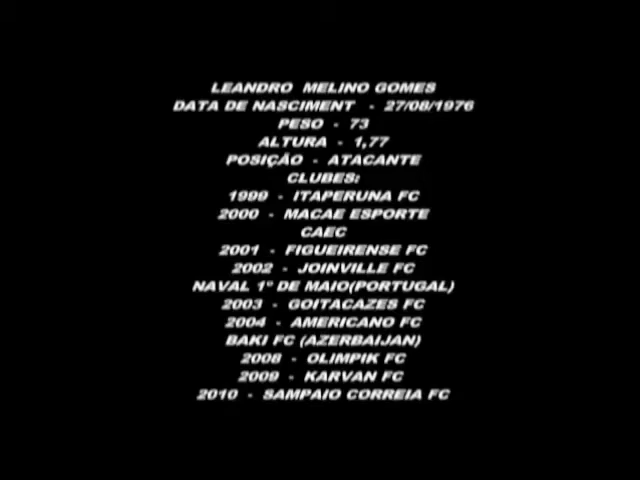 LEANDRO MELINO GOMES
DATA DE NASCIMENT - 27/08/1976
PESO - 73
ALTURA - 1,77
POSIÇÃO - ATACANTE
CLUBES:
1999 - ITAPERUNA FC
2000 - MACAE ESPORTE
CAEC
2001 - FIGUEIRENSE FC
2002 - JOINVILLE FC
NAVAL 1º DE MAIO(PORTUGAL)
2003 - GOITACAZES FC
2004 - AMERICANO FC
BAKI FC (AZERBAIJAN)
2008 - OLIMPIK FC
2009 - KARVAN FC
2010 - SAMPAIO CORREIA FC